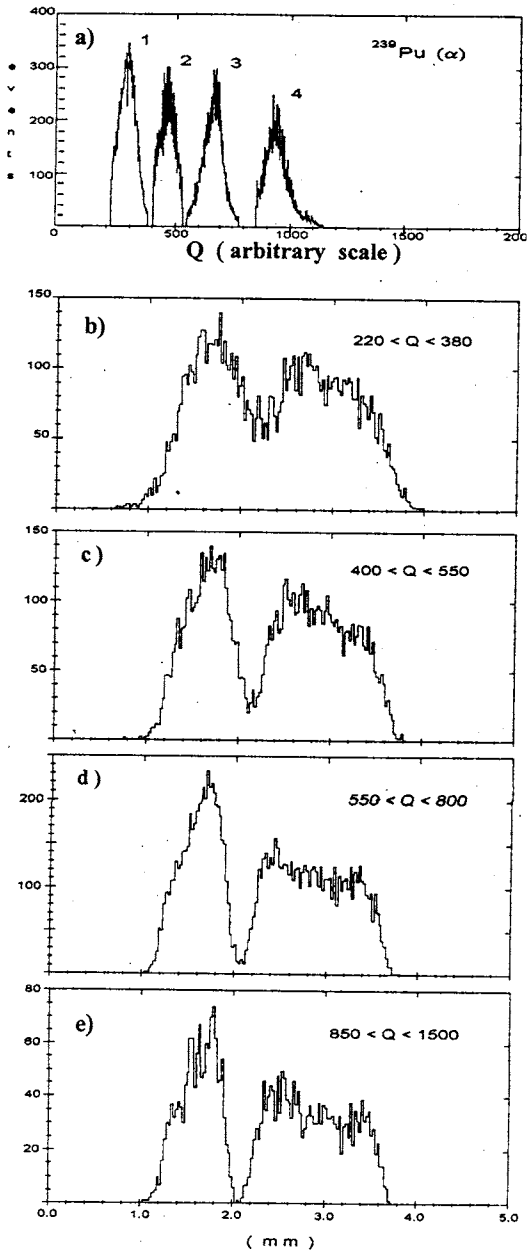 400
a)
1
2
3
4
²³⁹Pu (α)
300
200
100
events
0
500
1000
1500
200
Q ( arbitrary scale )
150
b)
220 < Q < 380
100
50
150
c)
400 < Q < 550
100
50
d)
550 < Q < 800
200
100
80
e)
850 < Q < 1500
60
40
20
0.0
1.0
2.0
3.0
4.0
5.0
( mm )